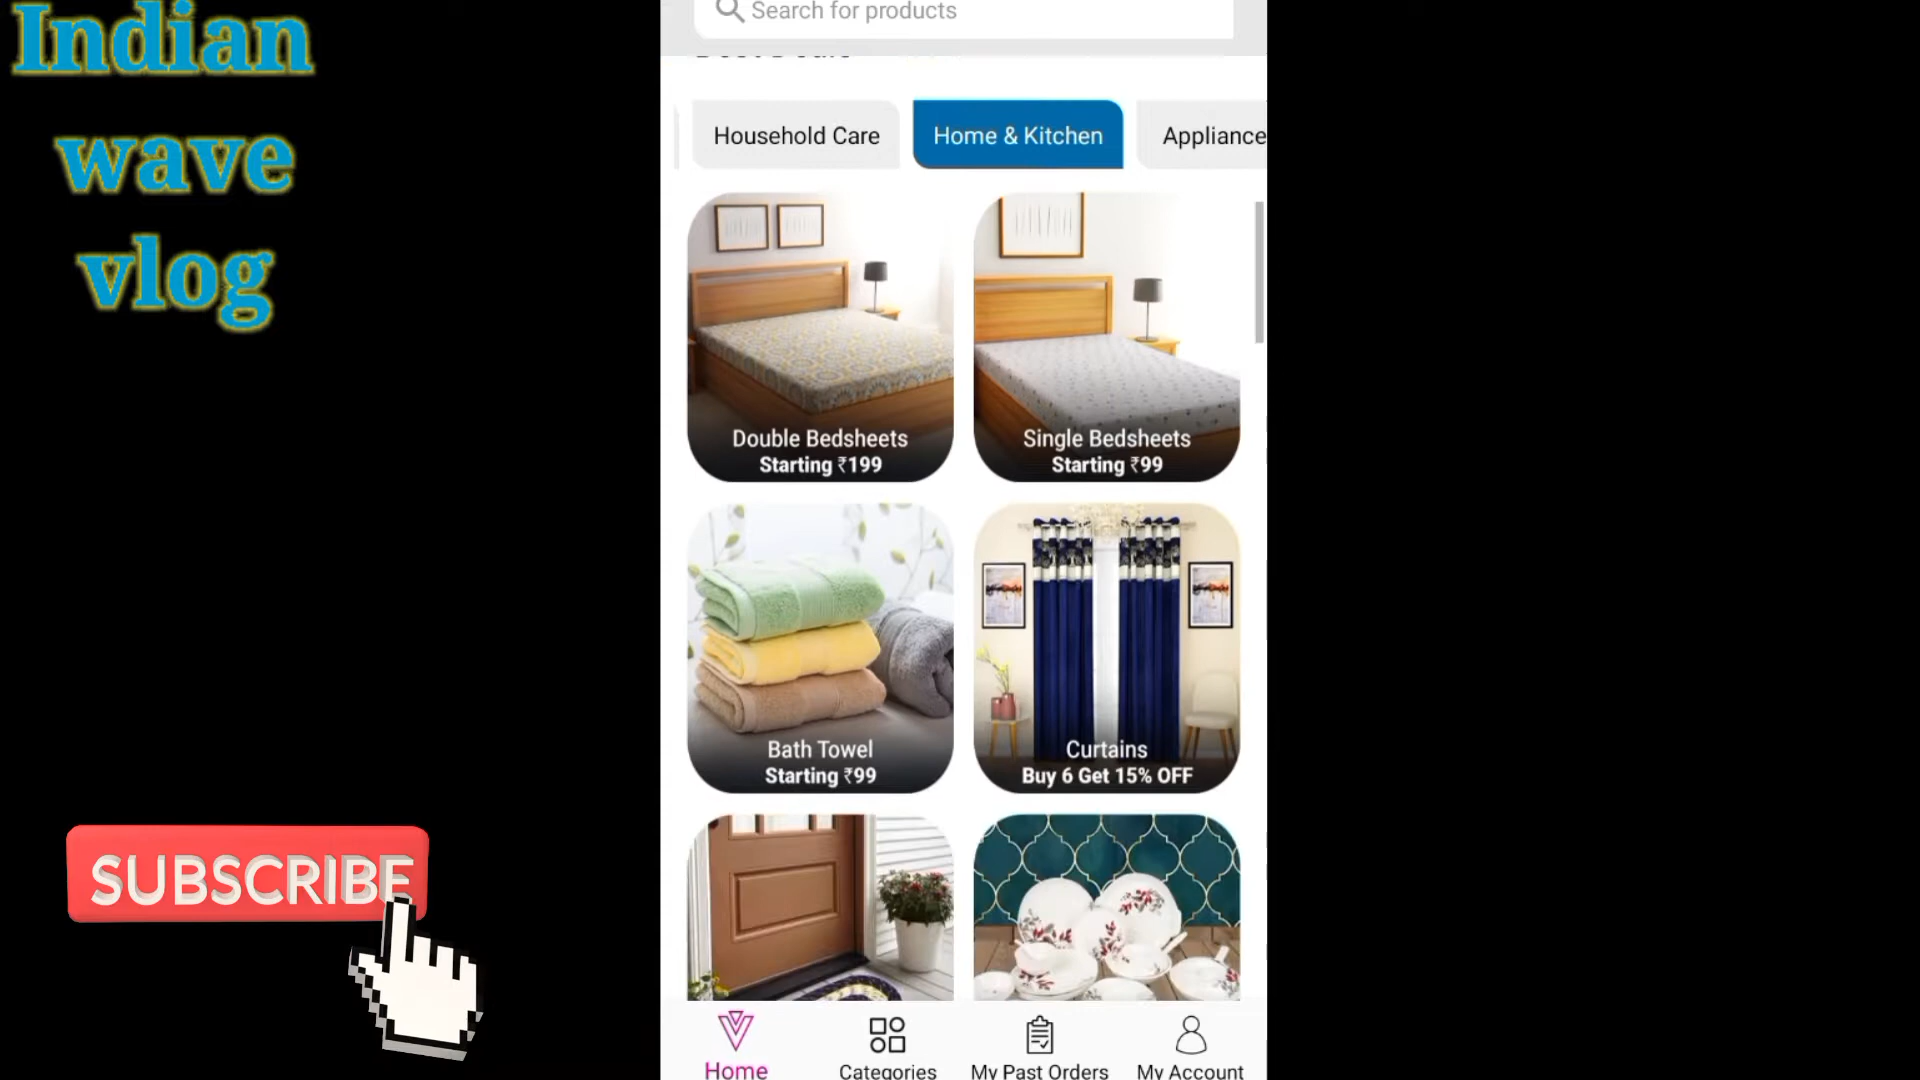 Indian
wave
vlog
Search for products
Household Care
Home & Kitchen
Appliance
Double Bedsheets
Starting ₹199
Single Bedsheets
Starting ₹99
Bath Towel
Starting ₹99
Curtains
Buy 6 Get 15% OFF
SUBSCRIBE
Home
Categories
My Past Orders
My Account